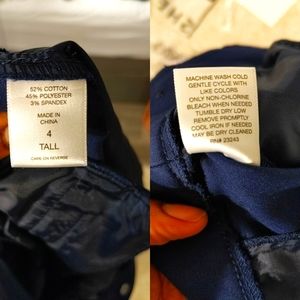 52% COTTON
45% POLYESTER
3% SPANDEX
MADE IN
CHINA
4
TALL
CARE ON REVERSE
MACHINE WASH COLD
GENTLE CYCLE WITH
LIKE COLORS
ONLY NON-CHLORINE
BLEACH WHEN NEEDED
TUMBLE DRY LOW
REMOVE PROMPTLY
COOL IRON IF NEEDED
MAY BE DRY CLEANED
RN# 23243